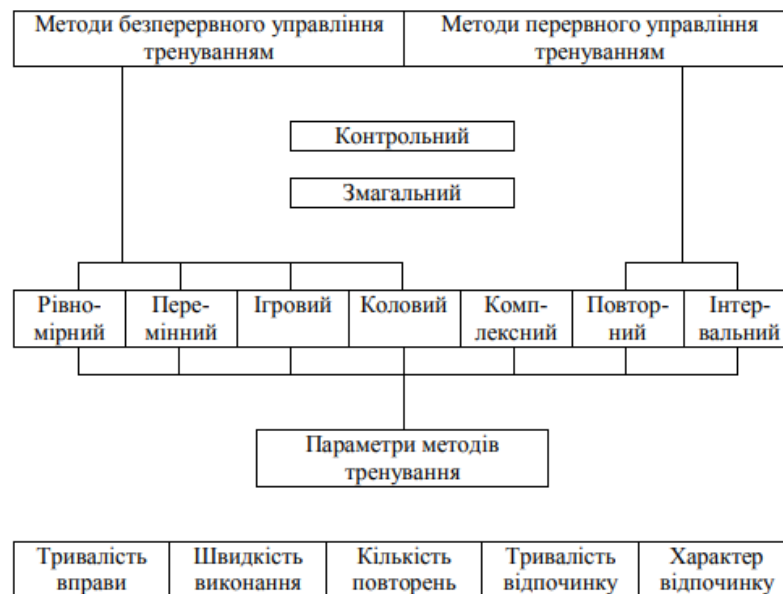 Методи безперервного управління
тренуванням
Методи перервного управління
тренуванням
Контрольний
Змагальний
Рівно-
мірний
Пере-
мінний
Ігровий
Коловий
Комп-
лексний
Повтор-
ний
Інтер-
вальний
Параметри методів
тренування
Тривалість
вправи
Швидкість
виконання
Кількість
повторень
Тривалість
відпочинку
Характер
відпочинку